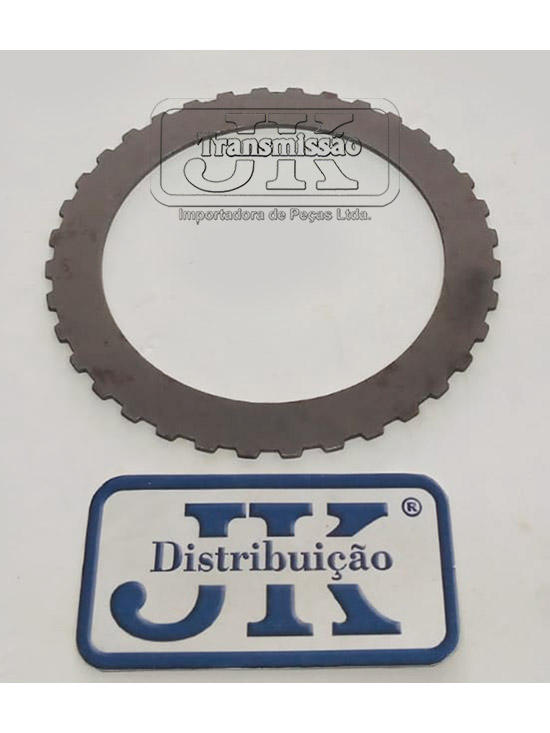 JK
Transmissão
Importadora de Peças Ltda.
JK
®
Distribuição